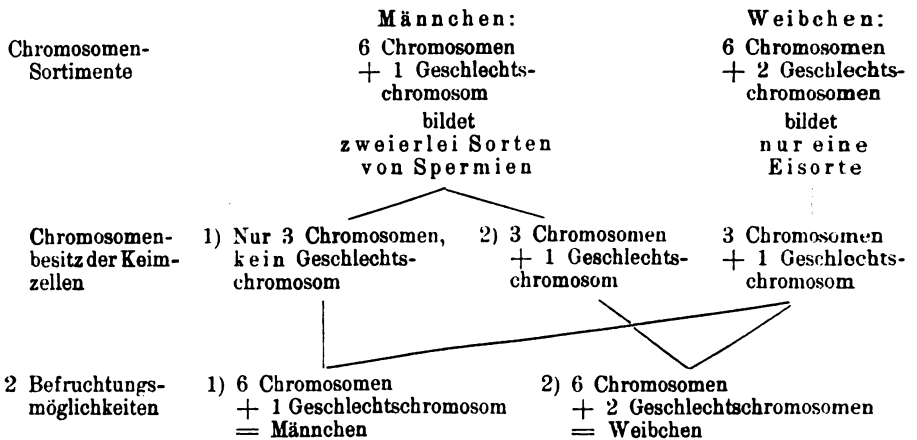 Männchen:
Weibchen:
Chromosomen-
Sortimente
6 Chromosomen
+ 1 Geschlechts-
chromosom
6 Chromosomen
+ 2 Geschlechts-
chromosomen
bildet
zweierlei Sorten
von Spermien
bildet
nur eine
Eisorte
Chromosomen-
besitz der Keim-
zellen
1) Nur 3 Chromosomen,
kein Geschlechts-
chromosom
2) 3 Chromosomen
+ 1 Geschlechts-
chromosom
3 Chromosomen
+ 1 Geschlechts-
chromosom
2 Befruchtungs-
möglichkeiten
1) 6 Chromosomen
+ 1 Geschlechtschromosom
= Männchen
2) 6 Chromosomen
+ 2 Geschlechtschromosomen
= Weibchen